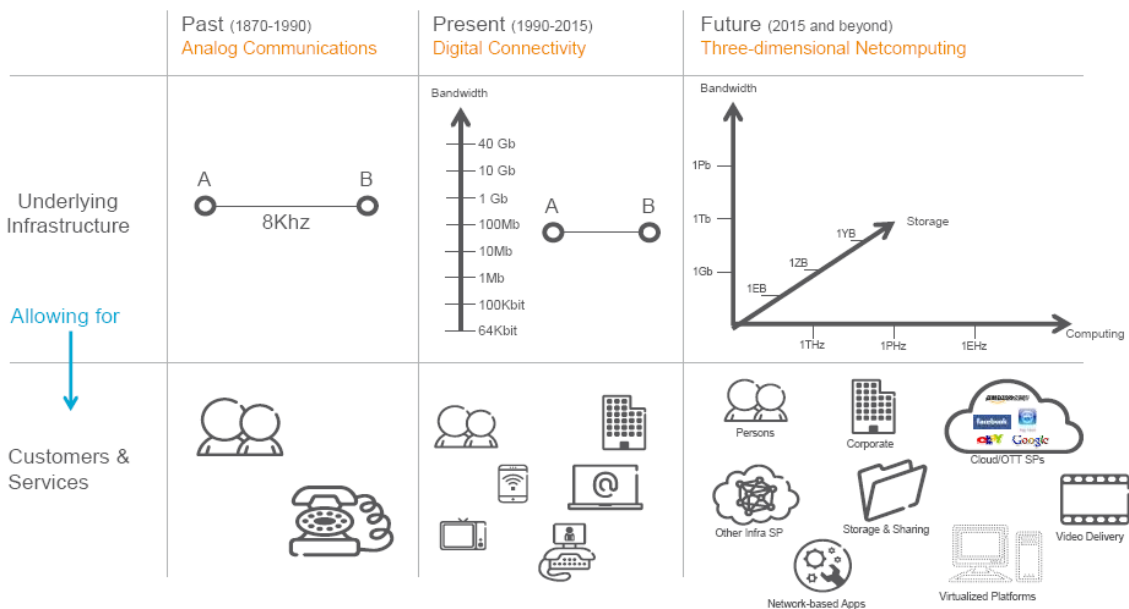 Past (1870-1990)
Analog Communications
Present (1990-2015)
Digital Connectivity
Future (2015 and beyond)
Three-dimensional Netcomputing
Underlying
Infrastructure
A
B
8Khz
Bandwidth
40 Gb
10 Gb
1 Gb
100Mb
10Mb
1Mb
100Kbit
64Kbit
A
B
Bandwidth
1Pb
1Tb
1Gb
Storage
1YB
1ZB
1EB
Computing
1THz
1PHz
1EHz
Allowing for
Customers &
Services
@
Persons
Corporate
facebook
ebY
Google
Cloud/OTT SPs
Other Infra SP
Storage & Sharing
Video Delivery
Network-based Apps
Virtualized Platforms